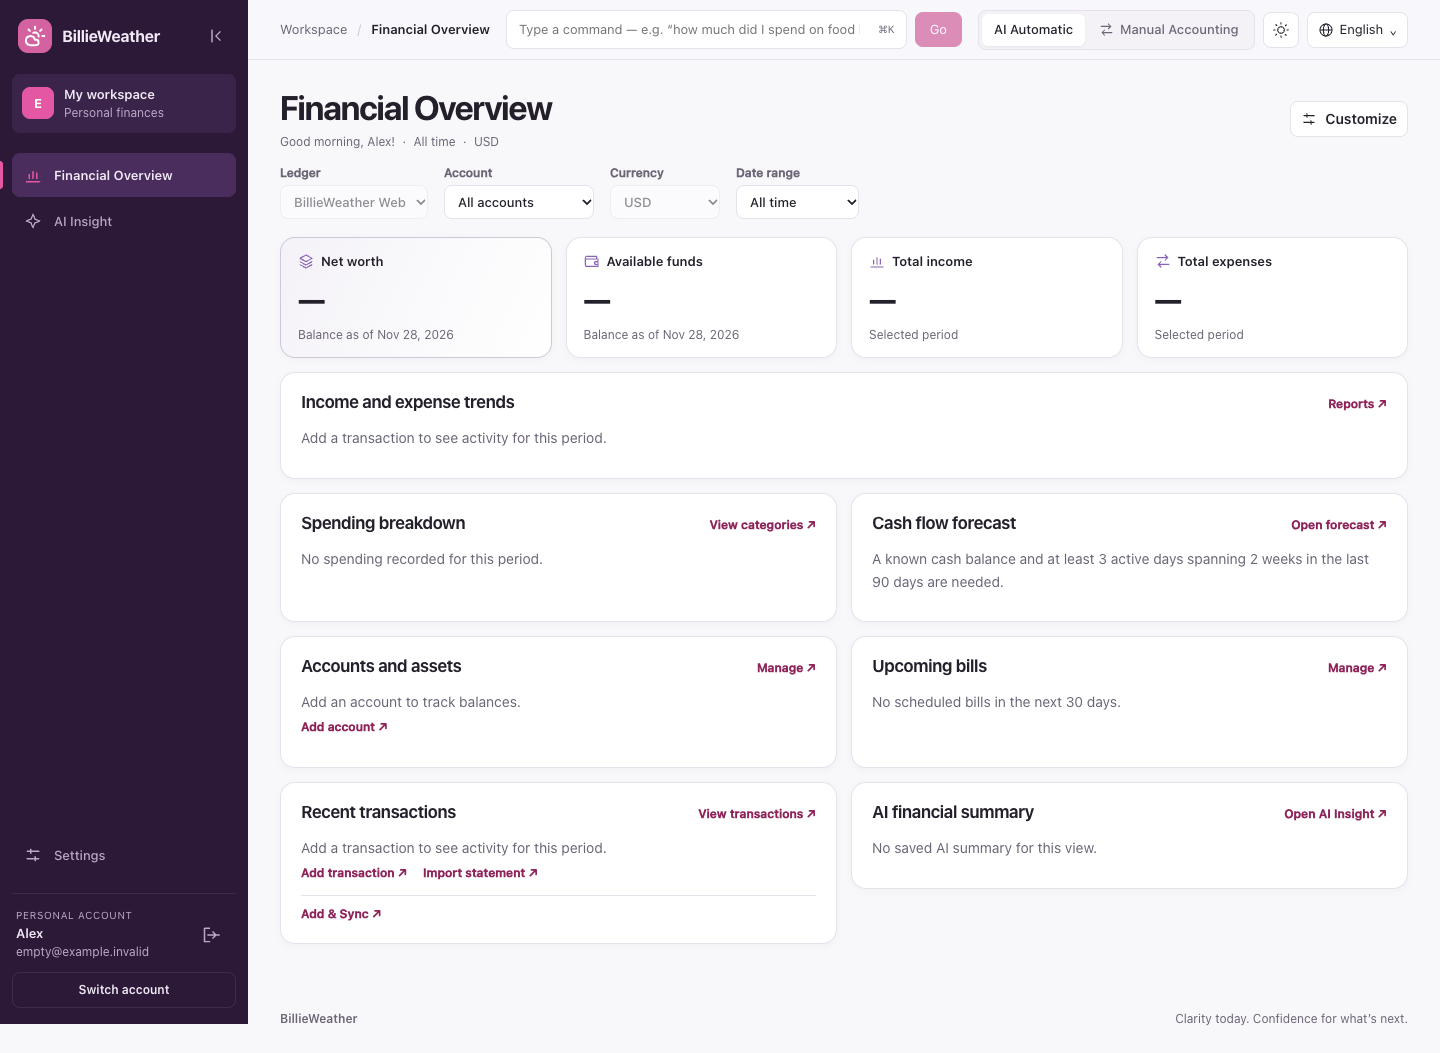 BillieWeather
E
My workspace
Personal finances
Financial Overview
AI Insight
Settings
PERSONAL ACCOUNT
Alex
empty@example.invalid
Switch account
Workspace / Financial Overview
Type a command — e.g. “how much did I spend on food
⌘K
Go
AI Automatic
Manual Accounting
English
Financial Overview
Good morning, Alex! · All time · USD
Customize
Ledger
BillieWeather Web
Account
All accounts
Currency
USD
Date range
All time
Net worth
—
Balance as of Nov 28, 2026
Available funds
—
Balance as of Nov 28, 2026
Total income
—
Selected period
Total expenses
—
Selected period
Income and expense trends
Reports ↗
Add a transaction to see activity for this period.
Spending breakdown
View categories ↗
No spending recorded for this period.
Cash flow forecast
Open forecast ↗
A known cash balance and at least 3 active days spanning 2 weeks in the last
90 days are needed.
Accounts and assets
Manage ↗
Add an account to track balances.
Add account ↗
Upcoming bills
Manage ↗
No scheduled bills in the next 30 days.
Recent transactions
View transactions ↗
Add a transaction to see activity for this period.
Add transaction ↗ Import statement ↗
Add & Sync ↗
AI financial summary
Open AI Insight ↗
No saved AI summary for this view.
BillieWeather
Clarity today. Confidence for what’s next.